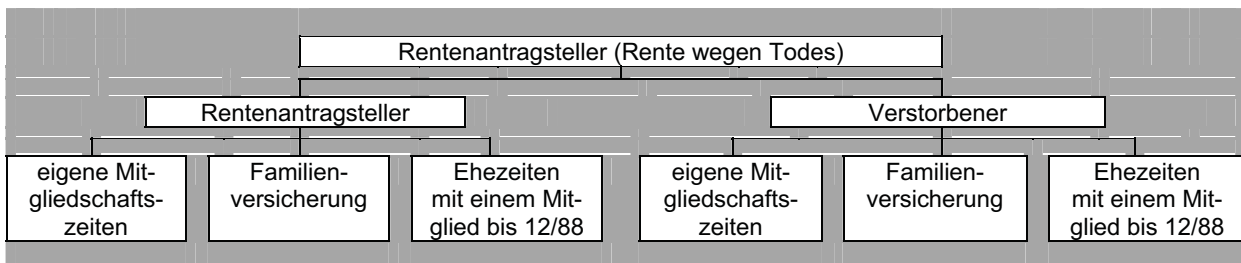 Rentenantragsteller (Rente wegen Todes)
Rentenantragsteller
Verstorbener
eigene Mit-
gliedschafts-
zeiten
Familien-
versicherung
Ehezeiten
mit einem Mit-
glied bis 12/88
eigene Mit-
gliedschafts-
zeiten
Familien-
versicherung
Ehezeiten
mit einem Mit-
glied bis 12/88